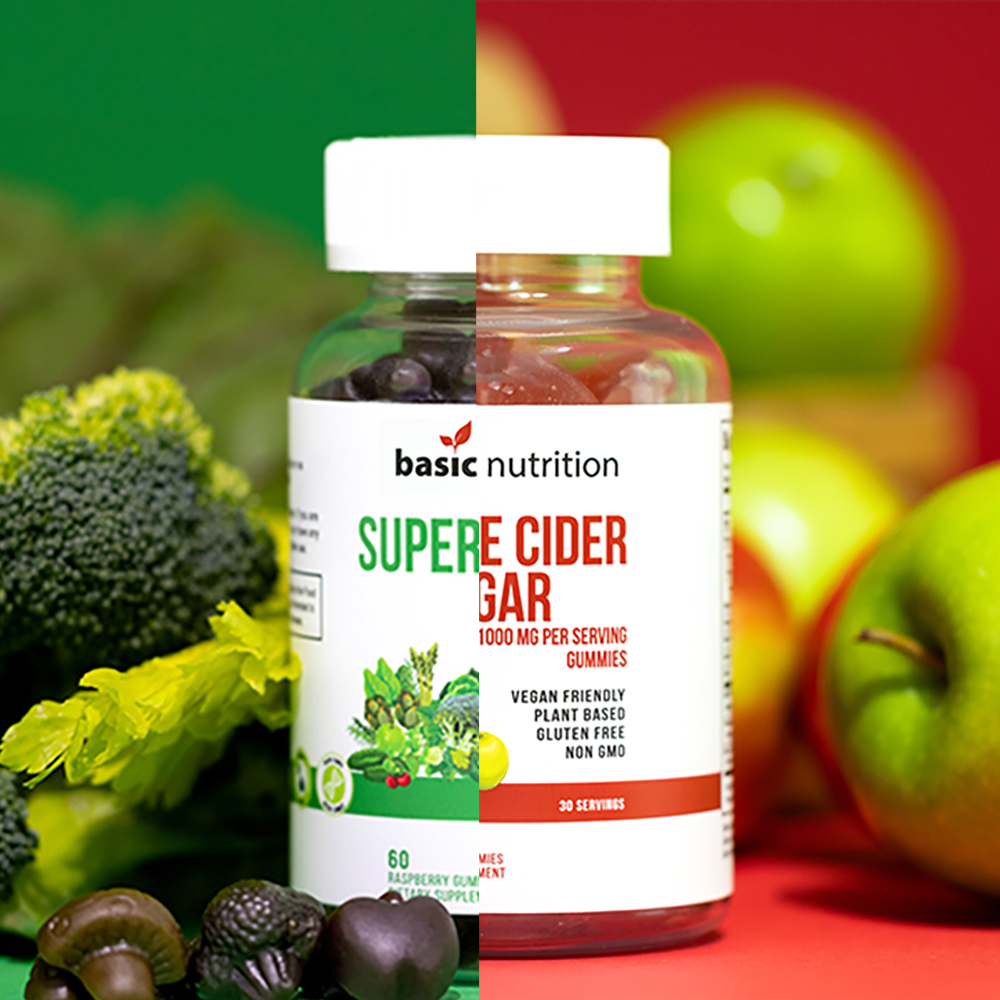 basic nutrition
SUPER
E CIDER
GAR
1000 MG PER SERVING
GUMMIES
VEGAN FRIENDLY
PLANT BASED
GLUTEN FREE
NON GMO
30 SERVINGS
60
RASPBERRY GUM
DIETARY SUPPLE
MIES
MENT